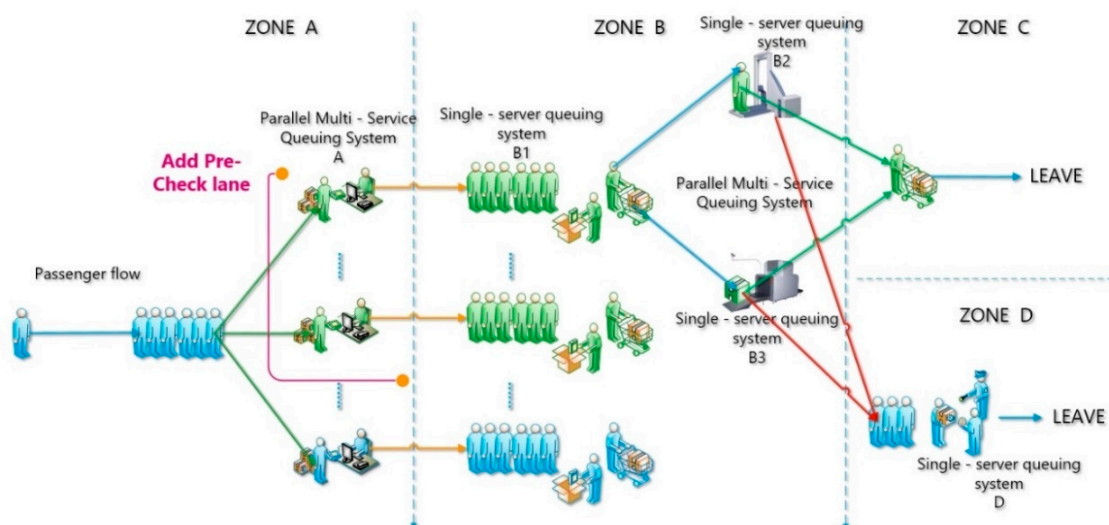 ZONE A
ZONE B
Single - server queuing
system
B2
ZONE C
Parallel Multi - Service
Queuing System
A
Single - server queuing
system
B1
Add Pre-
Check lane
Parallel Multi - Service
Queuing System
LEAVE
Passenger flow
Single - server queuing
system
B3
ZONE D
LEAVE
Single - server queuing
system
D